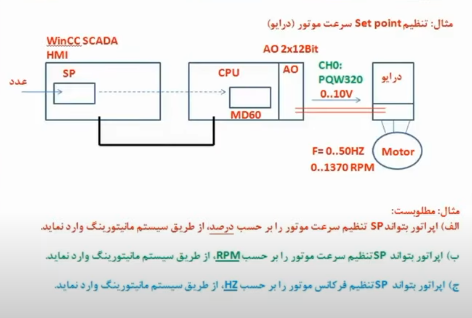 مثال: تنظیم Set point سرعت موتور (درایو)
WinCC SCADA
HMI
AO 2x12Bit
SP
CPU
AO
CH0:
PQW320
0..10V
درایو
عدد
MD60
F= 0..50HZ
0..1370 RPM
Motor
مثال: مطلوبست:
الف) اپراتور بتواند SP تنظیم سرعت موتور را بر حسب درصد، از طریق سیستم مانیتورینگ وارد نماید.
ب) اپراتور بتواند SP تنظیم سرعت موتور را بر حسب RPM، از طریق سیستم مانیتورینگ وارد نماید.
ج) اپراتور بتواند SP تنظیم فرکانس موتور را بر حسب HZ، از طریق سیستم مانیتورینگ وارد نماید.